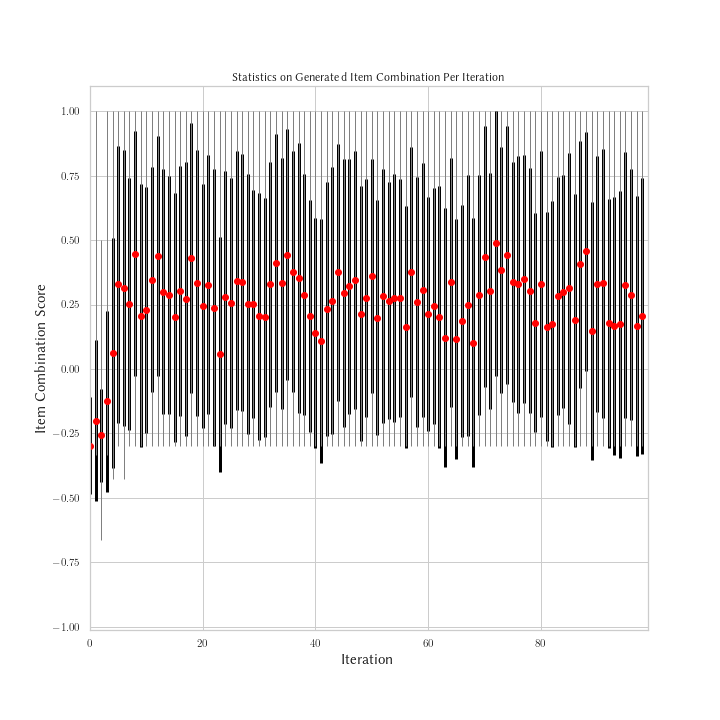 Statistics on Generated Item Combination Per Iteration
1.00
0.75
0.50
0.25
0.00
−0.25
−0.50
−0.75
−1.00
Item Combination Score
0 20 40 60 80
Iteration